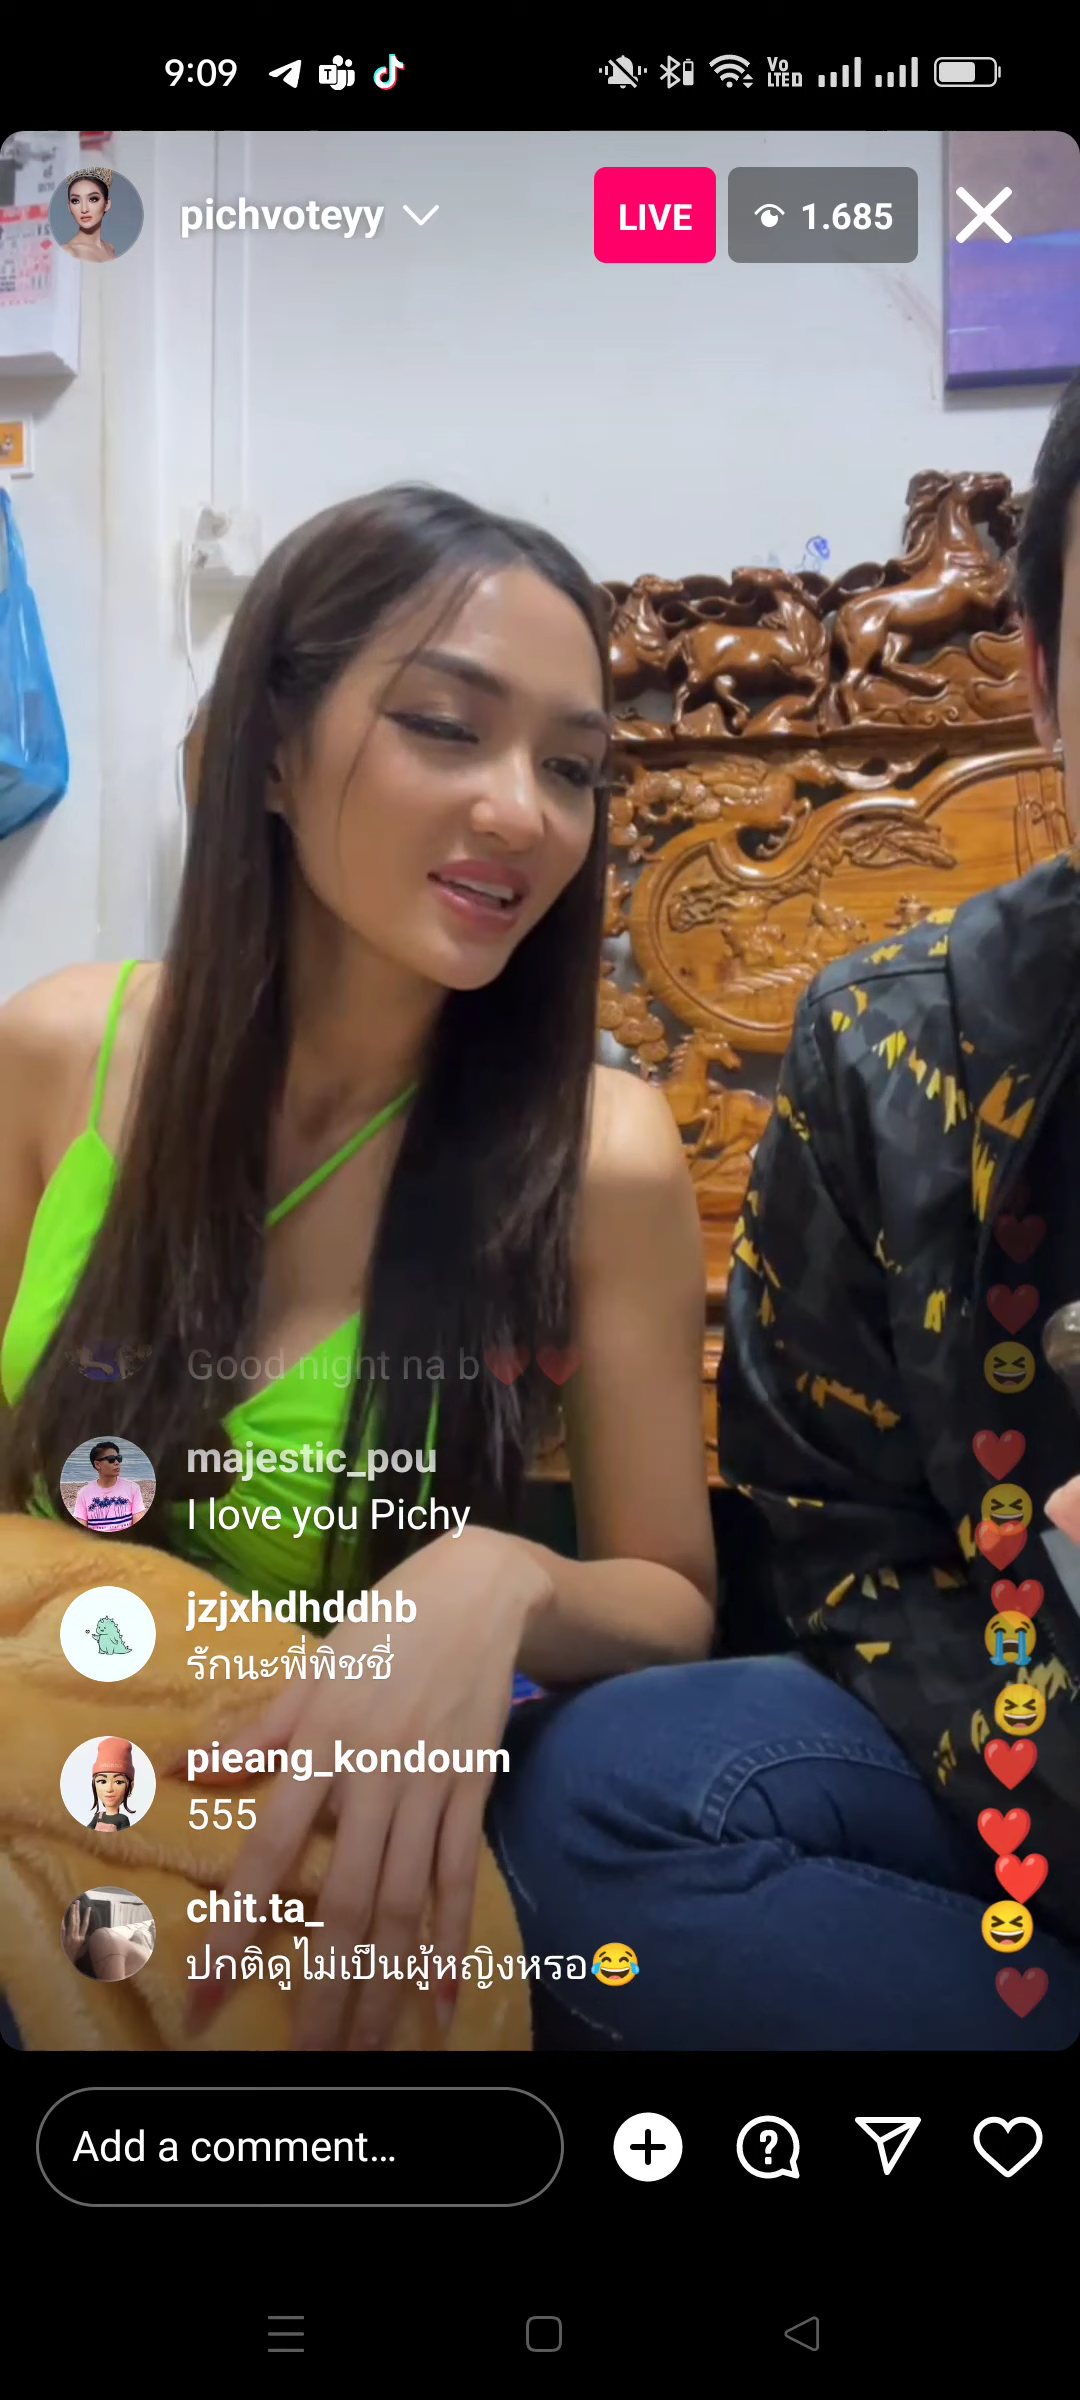 9:09
Vo
LTED
pichvoteyy
LIVE
1.685
Good night na b❤️❤️
majestic_pou
I love you Pichy
jzjxhdhddhb
รักนะพี่พิชชี่
pieang_kondoum
555
chit.ta_
ปกติดูไม่เป็นผู้หญิงหรอ😂
Add a comment...